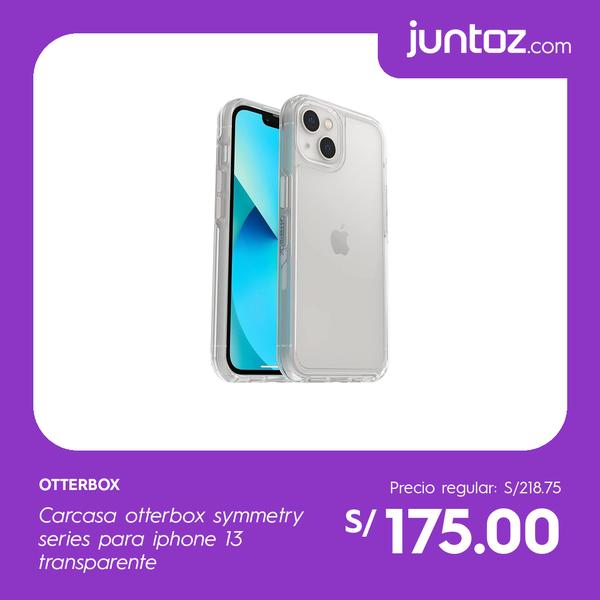 juntoz.com
OTTERBOX
Carcasa otterbox symmetry
series para iphone 13
transparente
Precio regular: S/218.75
S/175.00